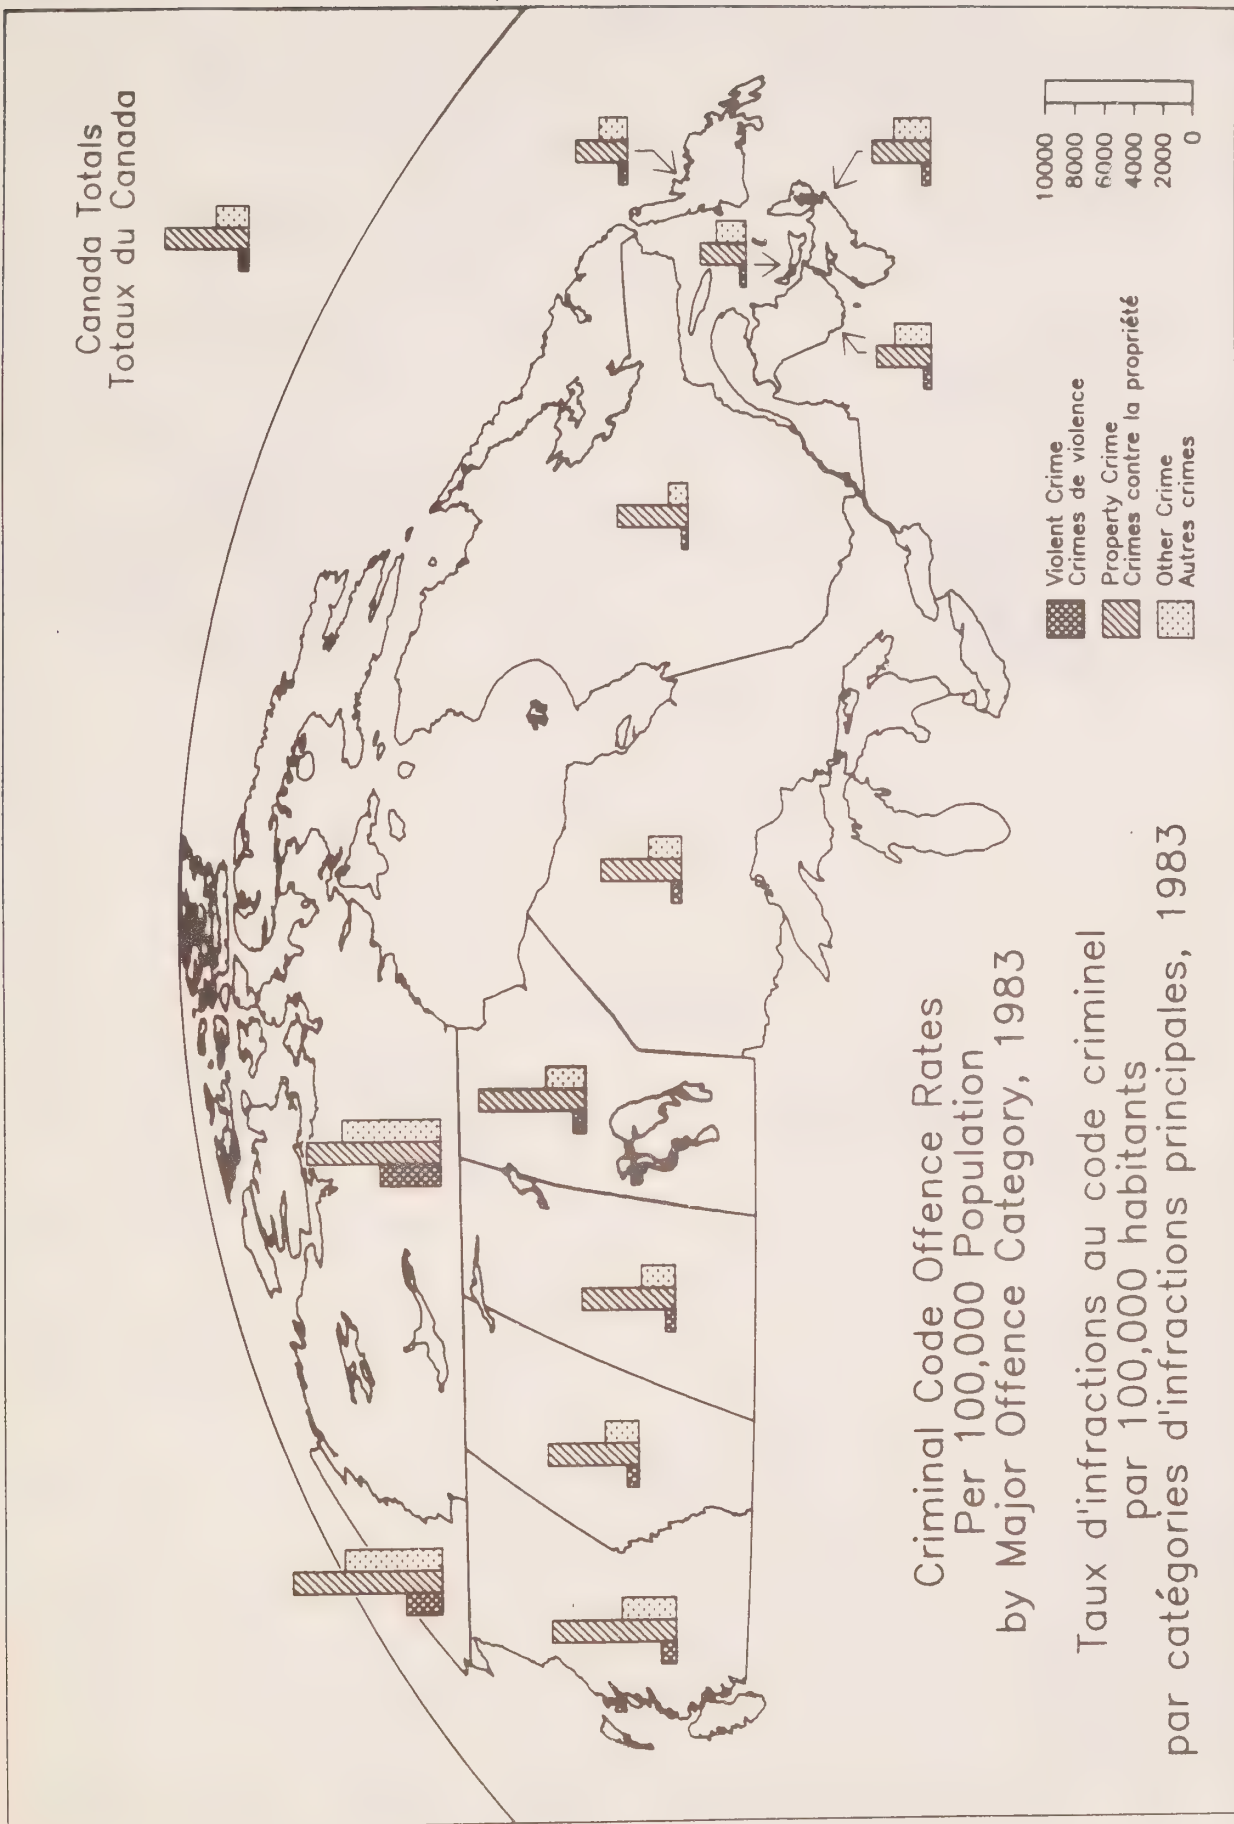 Canada Totals
Totaux du Canada
Criminal Code Offence Rates
Per 100,000 Population
by Major Offence Category, 1983
Taux d'infractions au code criminel
par 100,000 habitants
par catégories d'infractions principales, 1983
Violent Crime
Crimes de violence
Property Crime
Crimes contre la propriété
Other Crime
Autres crimes
10000
8000
6000
4000
2000
0